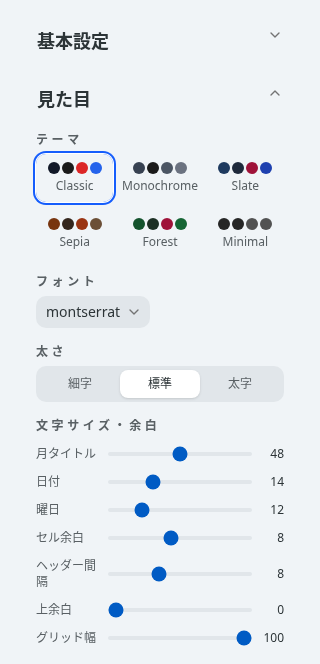 基本設定
見た目
テーマ
Classic
Monochrome
Slate
Sepia
Forest
Minimal
フォント
montserrat
太さ
細字
標準
太字
文字サイズ・余白
月タイトル 48
日付 14
曜日 12
セル余白 8
ヘッダー間
隔 8
上余白 0
グリッド幅 100